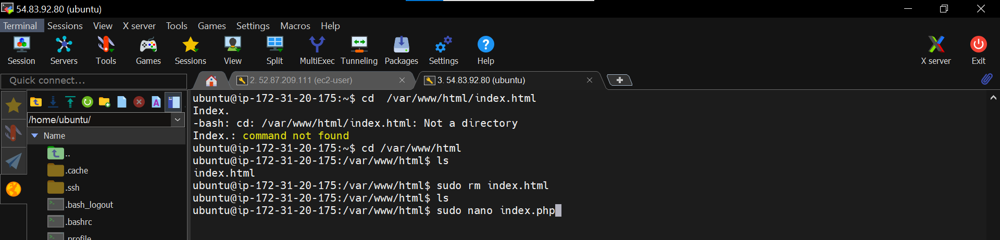 54.83.92.80 (ubuntu)
Terminal Sessions View X server Tools Games Settings Macros Help
Session Servers Tools Games Sessions View Split MultiExec Tunneling Packages Settings Help X server Exit
Quick connect...
2. 52.87.209.111 (ec2-user)
3. 54.83.92.80 (ubuntu)
/home/ubuntu/
Name
..
.cache
.ssh
.bash_logout
.bashrc
.profile
ubuntu@ip-172-31-20-175:~$ cd  /var/www/html/index.html
Index.
-bash: cd: /var/www/html/index.html: Not a directory
Index.: command not found
ubuntu@ip-172-31-20-175:~$ cd /var/www/html
ubuntu@ip-172-31-20-175:/var/www/html$ ls
index.html
ubuntu@ip-172-31-20-175:/var/www/html$ sudo rm index.html
ubuntu@ip-172-31-20-175:/var/www/html$ ls
ubuntu@ip-172-31-20-175:/var/www/html$ sudo nano index.php